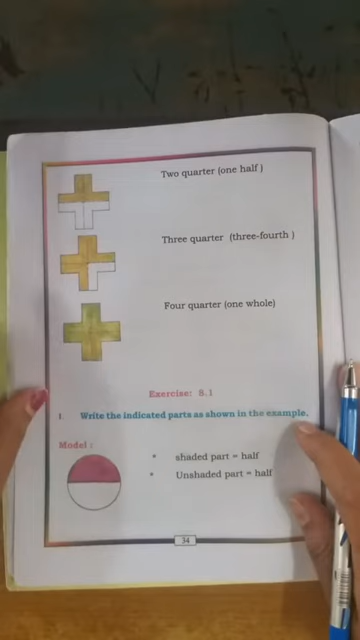 Two quarter (one half )
Three quarter (three-fourth )
Four quarter (one whole)
Exercise: 8.1
I. Write the indicated parts as shown in the example.
Model :
* shaded part = half
* Unshaded part = half
34